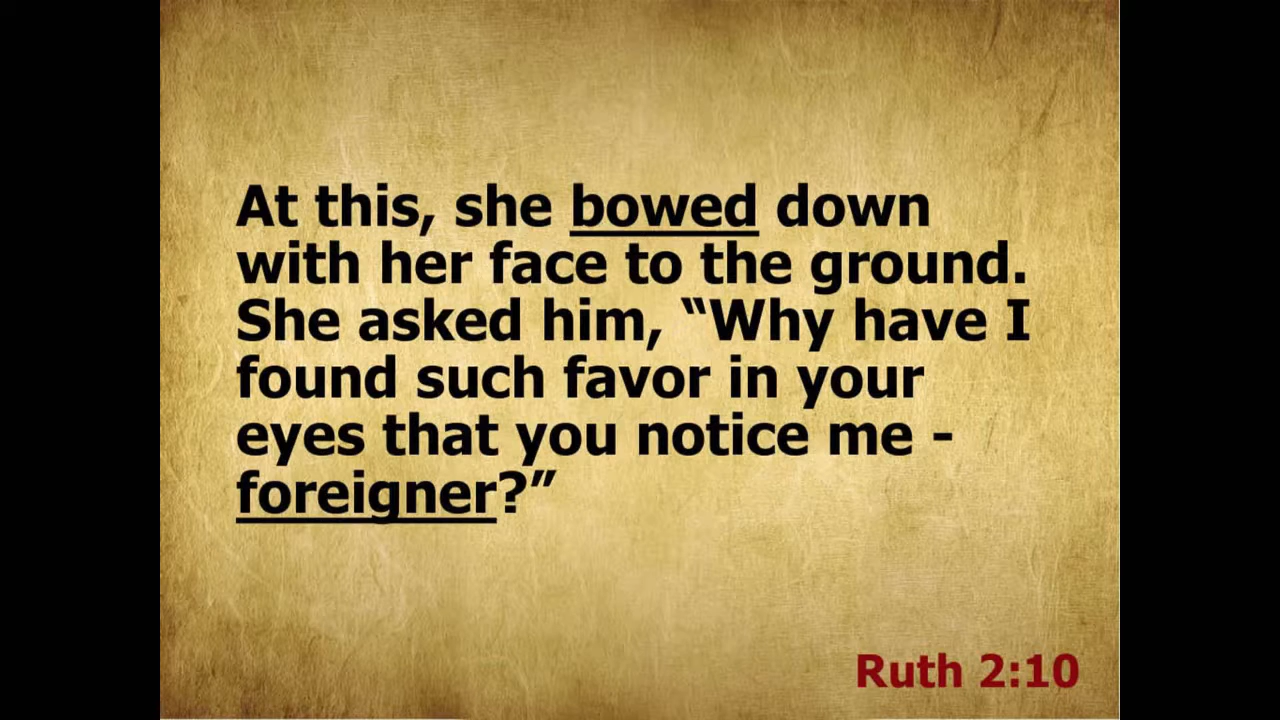 At this, she bowed down
with her face to the ground.
She asked him, “Why have I
found such favor in your
eyes that you notice me -
foreigner?”
Ruth 2:10